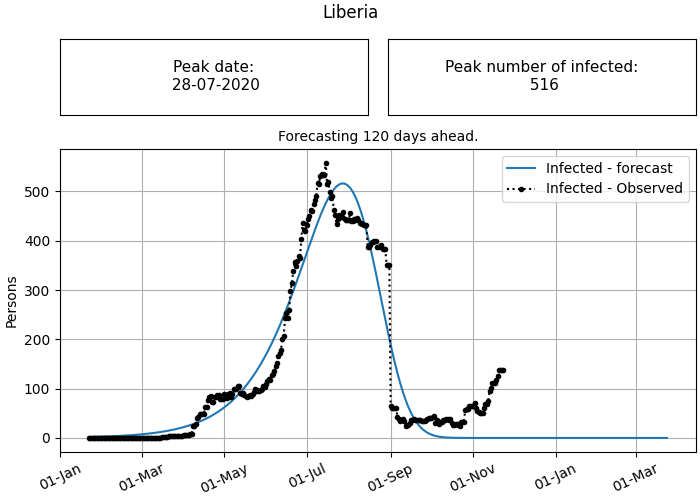 Liberia
Peak date:
28-07-2020
Peak number of infected:
516
Forecasting 120 days ahead.
Infected - forecast
Infected - Observed
Persons
500
400
300
200
100
0
01-Jan
01-Mar
01-May
01-Jul
01-Sep
01-Nov
01-Jan
01-Mar